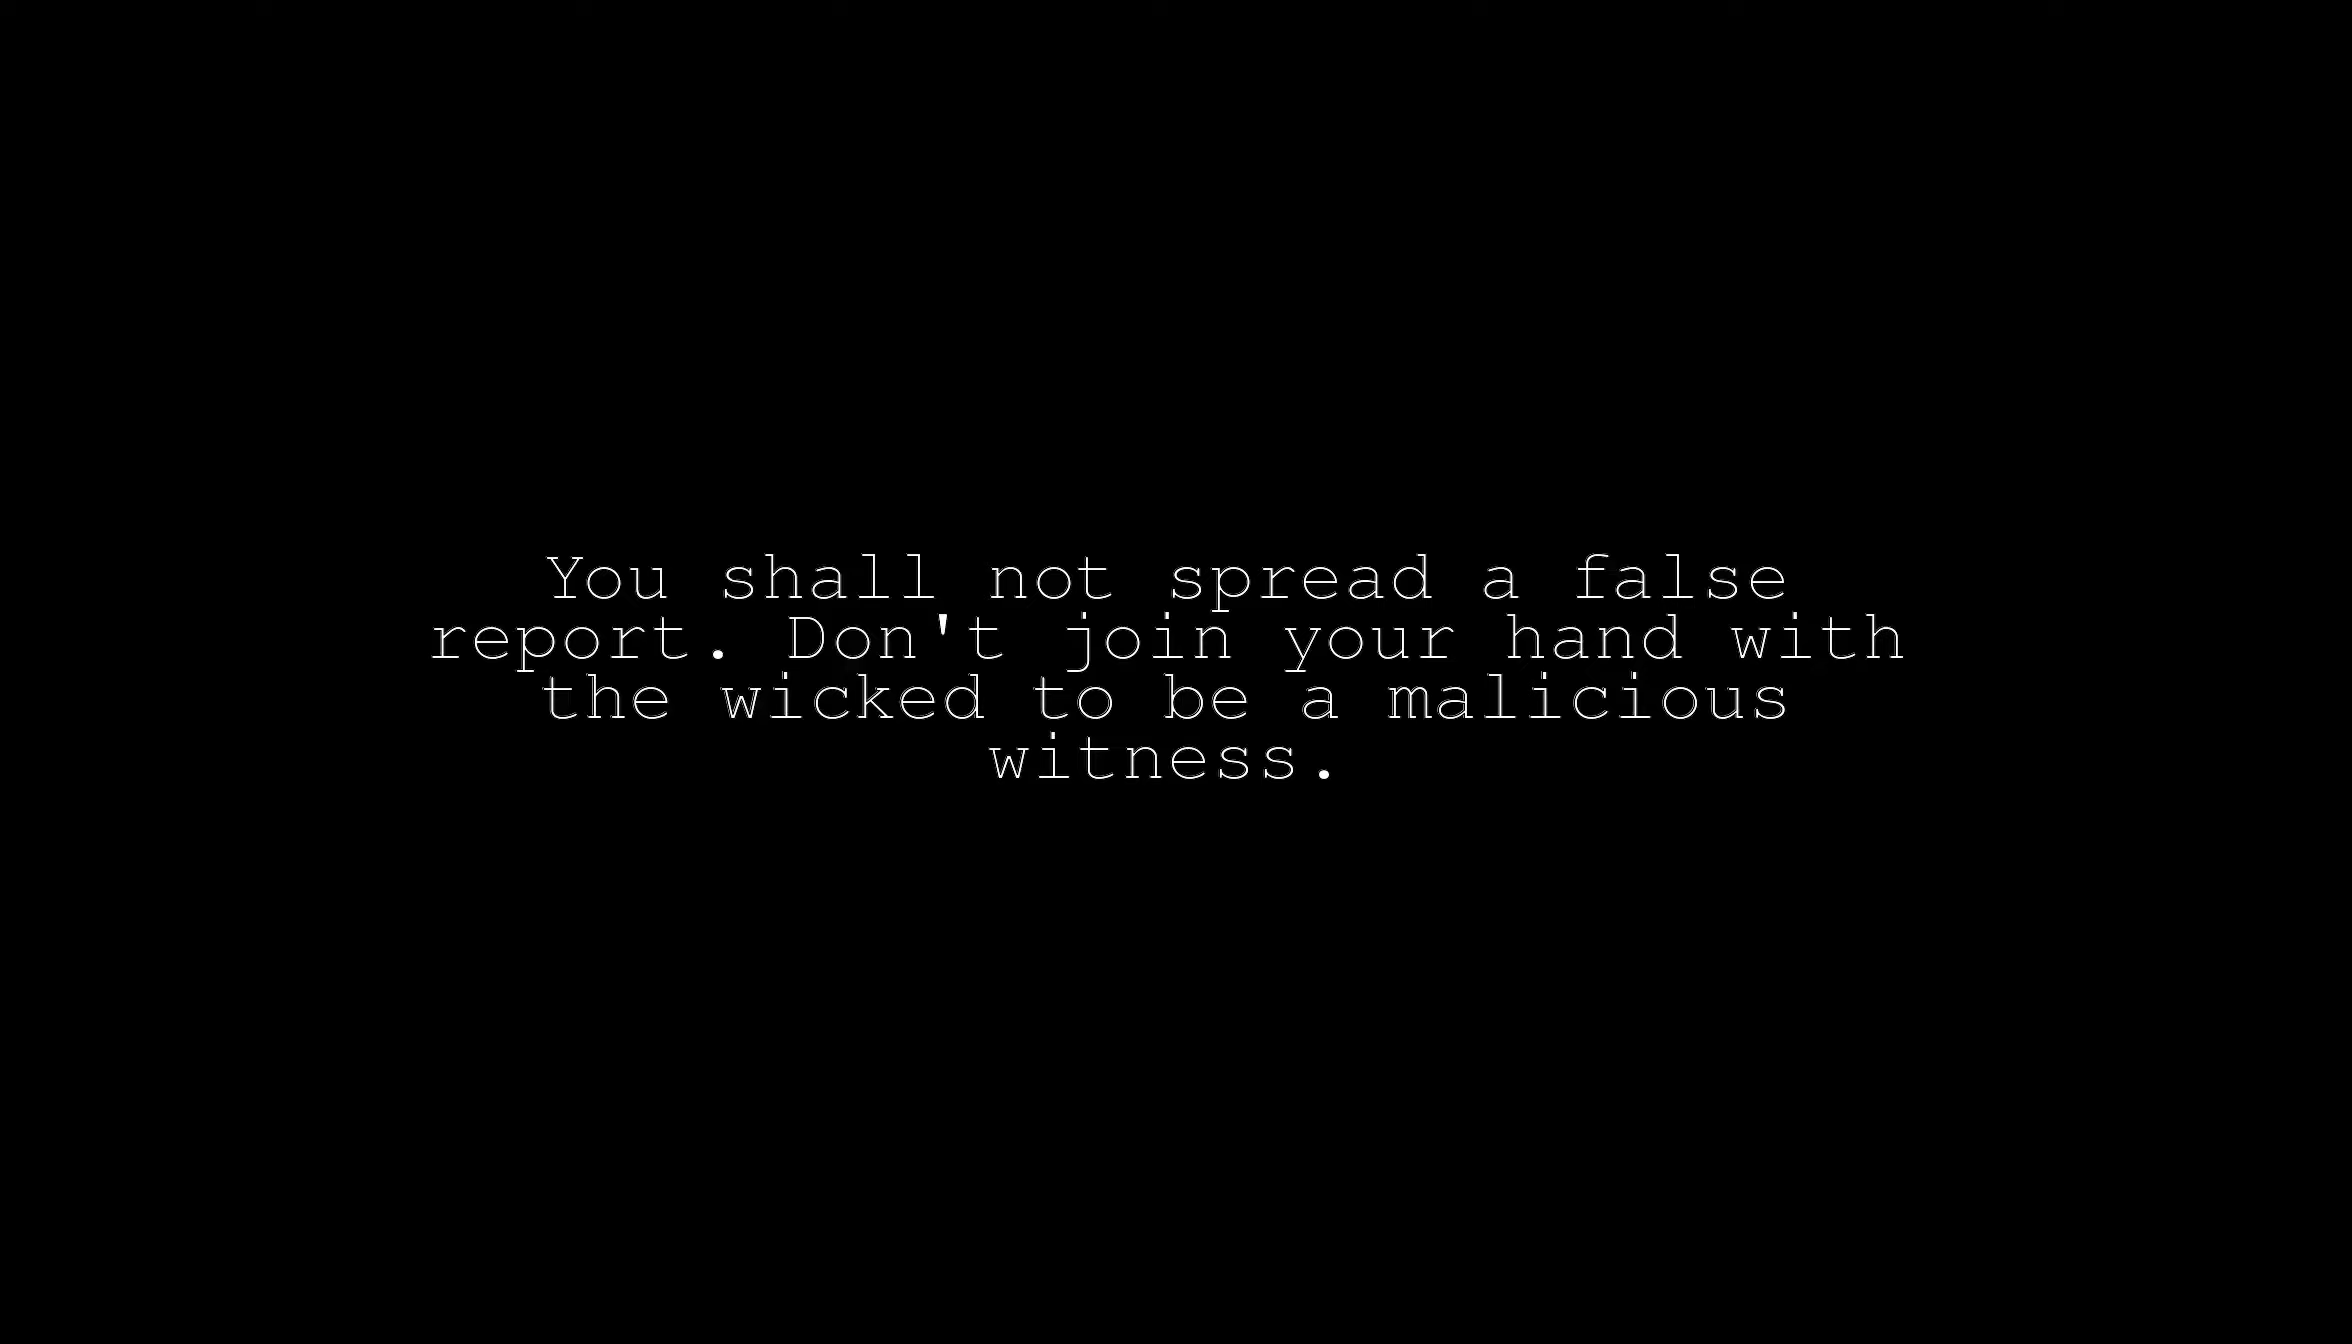 You shall not spread a false
report. Don't join your hand with
the wicked to be a malicious
witness.